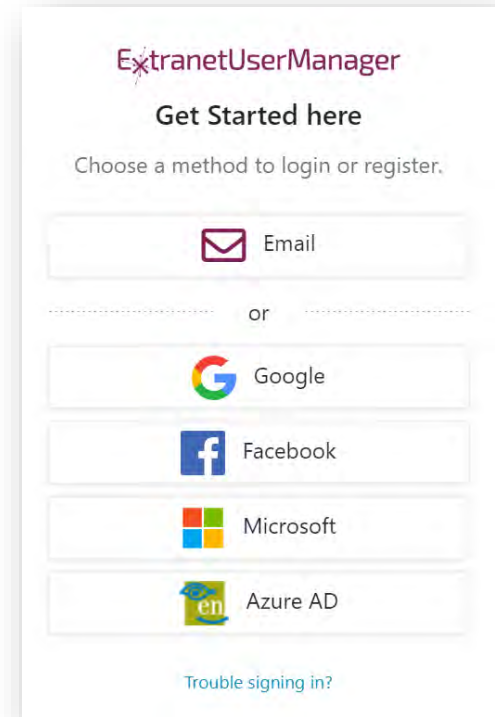 ExtranetUserManager
Get Started here
Choose a method to login or register.
Email
or
Google
Facebook
Microsoft
en Azure AD
Trouble signing in?